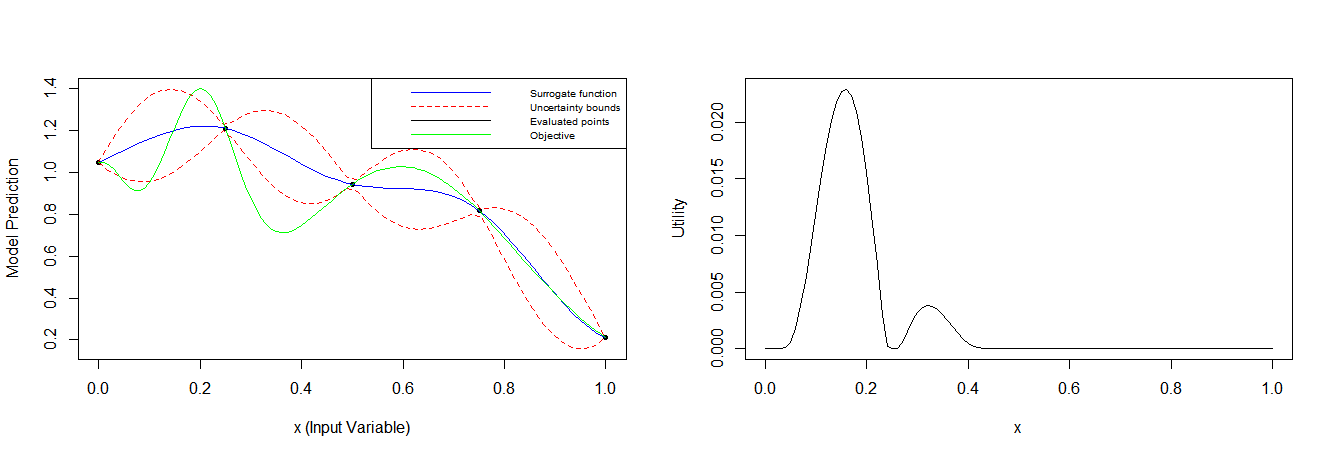 Model Prediction
1.4
1.2
1.0
0.8
0.6
0.4
0.2
Surrogate function
Uncertainty bounds
Evaluated points
Objective
0.0 0.2 0.4 0.6 0.8 1.0
x (Input Variable)
Utility
0.020
0.015
0.010
0.005
0.000
0.0 0.2 0.4 0.6 0.8 1.0
x